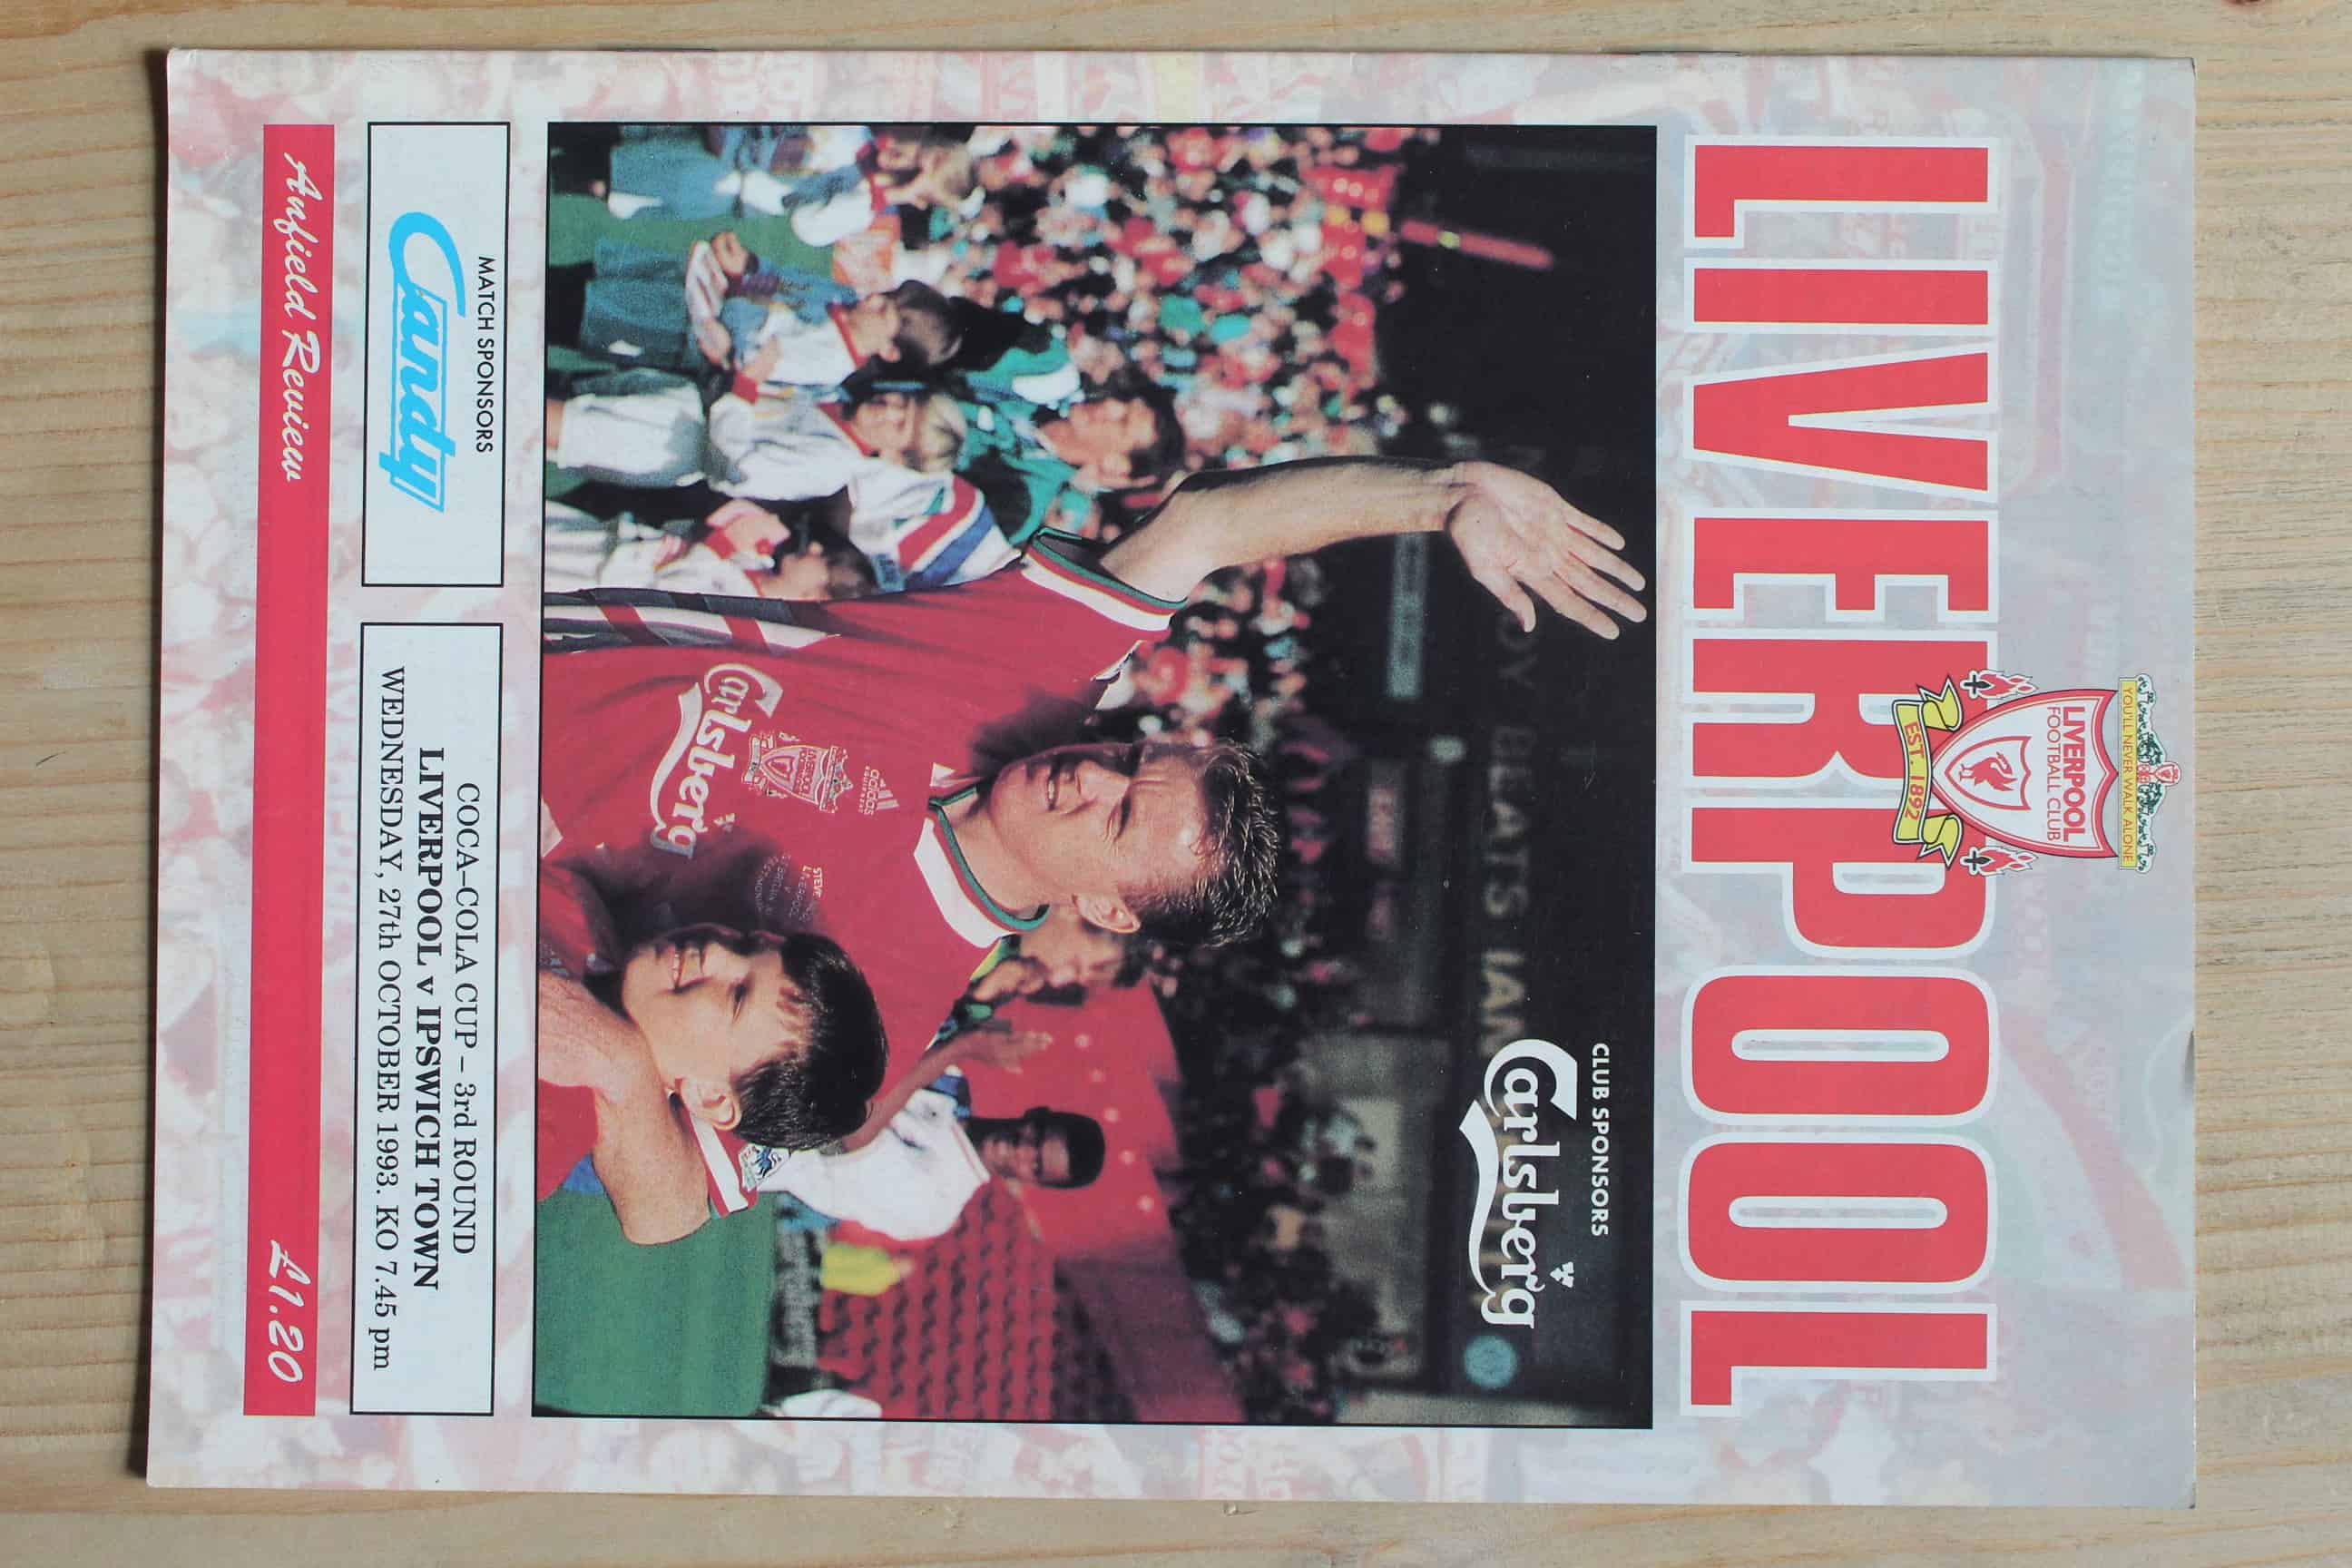 YOU'LL NEVER WALK ALONE
LIVERPOOL
FOOTBALL CLUB
EST. 1892
LIVERPOOL
CLUB SPONSORS
Carlsberg
BEATS IAN
adidas
LIVERPOOL
Carlsberg
MATCH SPONSORS
Candy
COCA-COLA CUP – 3rd ROUND
LIVERPOOL v IPSWICH TOWN
WEDNESDAY, 27th OCTOBER 1993. KO 7.45 pm
Anfield Review £1.20